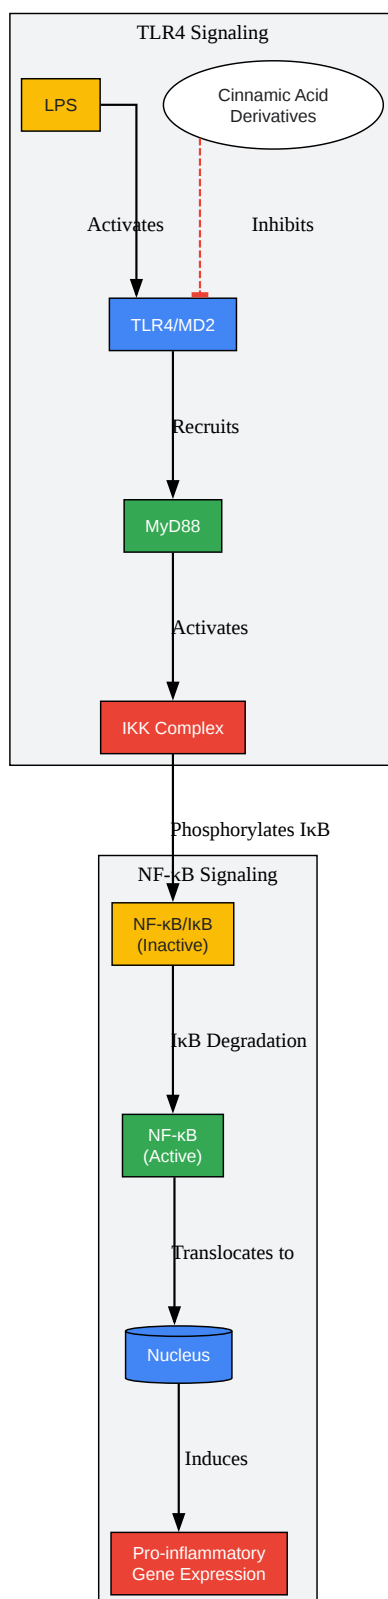 TLR4 Signaling
LPS
Cinnamic Acid
Derivatives
Activates
Inhibits
TLR4/MD2
Recruits
MyD88
Activates
IKK Complex
Phosphorylates IκB
NF-κB Signaling
NF-κB/IκB
(Inactive)
IκB Degradation
NF-κB
(Active)
Translocates to
Nucleus
Induces
Pro-inflammatory
Gene Expression